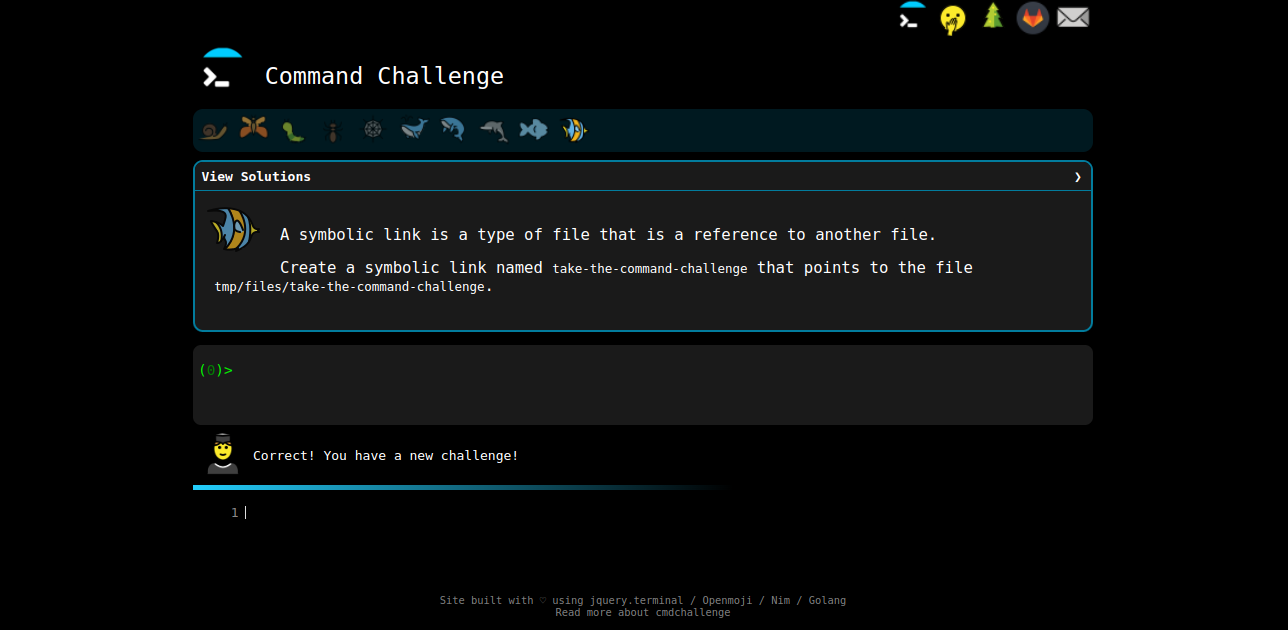 Command Challenge
View Solutions ❯
A symbolic link is a type of file that is a reference to another file.
Create a symbolic link named take-the-command-challenge that points to the file
tmp/files/take-the-command-challenge.
(0)>
Correct! You have a new challenge!
1
Site built with ♡ using jquery.terminal / Openmoji / Nim / Golang
Read more about cmdchallenge